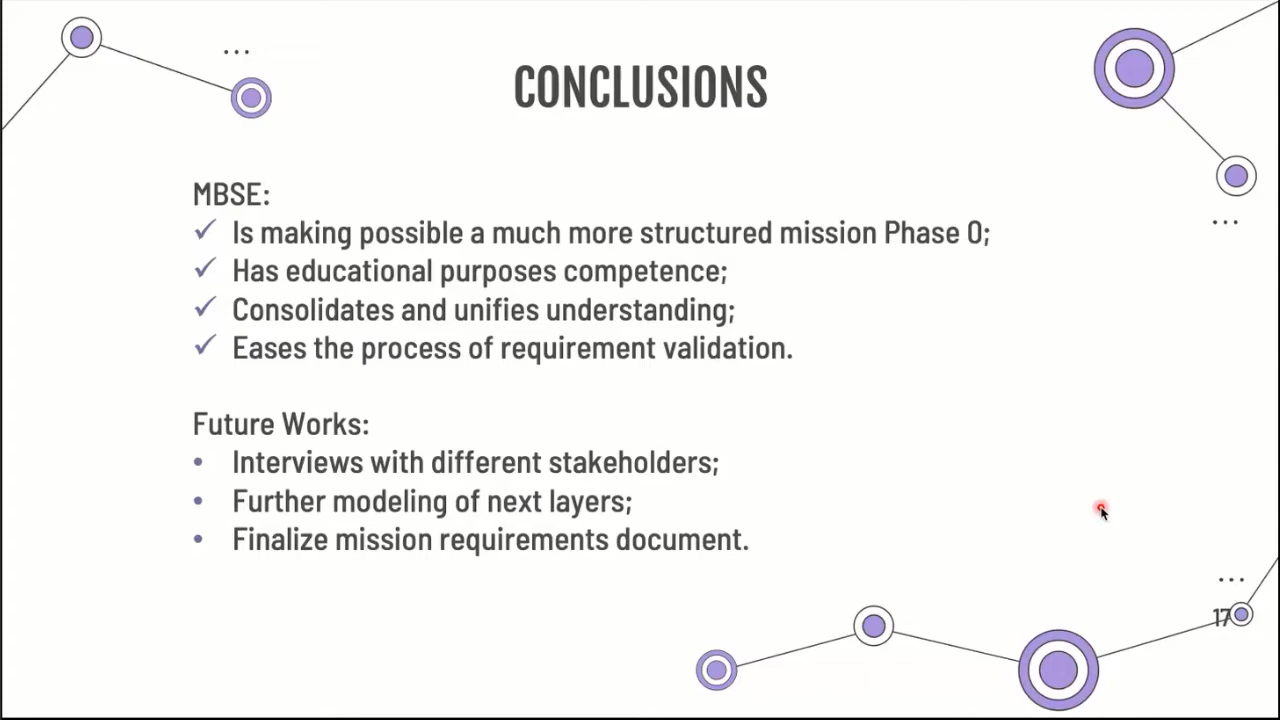 CONCLUSIONS
MBSE:
✓ Is making possible a much more structured mission Phase 0;
✓ Has educational purposes competence;
✓ Consolidates and unifies understanding;
✓ Eases the process of requirement validation.
Future Works:
• Interviews with different stakeholders;
• Further modeling of next layers;
• Finalize mission requirements document.
17